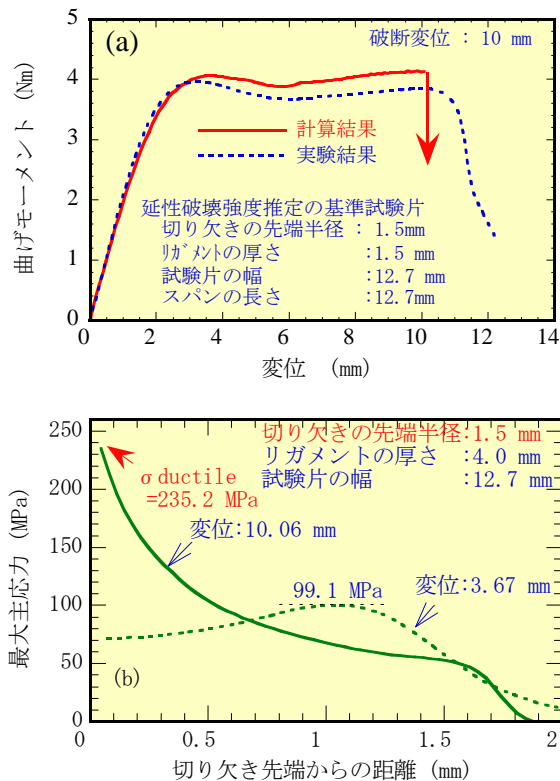 (a)
破断変位 : 10 mm
計算結果
実験結果
延性破壊強度推定の基準試験片
切り欠きの先端半径 : 1.5mm
ﾘｶﾞﾒﾝﾄの厚さ :1.5 mm
試験片の幅 :12.7 mm
スパンの長さ :12.7mm
曲げモーメント (Nm)
5
4
3
2
1
0
0 2 4 6 8 10 12 14
変位 (mm)
切り欠きの先端半径:1.5 mm
リガメントの厚さ :4.0 mm
試験片の幅 :12.7 mm
σ ductile
=235.2 MPa
変位:10.06 mm
99.1 MPa
変位:3.67 mm
(b)
最大主応力 (MPa)
250
200
150
100
50
0
0 0.5 1 1.5 2
切り欠き先端からの距離 (mm)